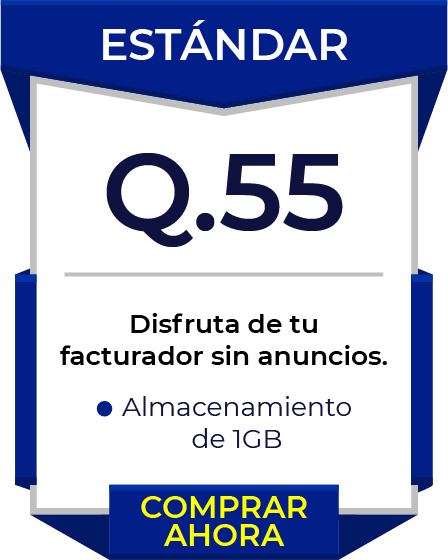 ESTÁNDAR
Q.55
Disfruta de tu
facturador sin anuncios.
● Almacenamiento
de 1GB
COMPRAR
AHORA